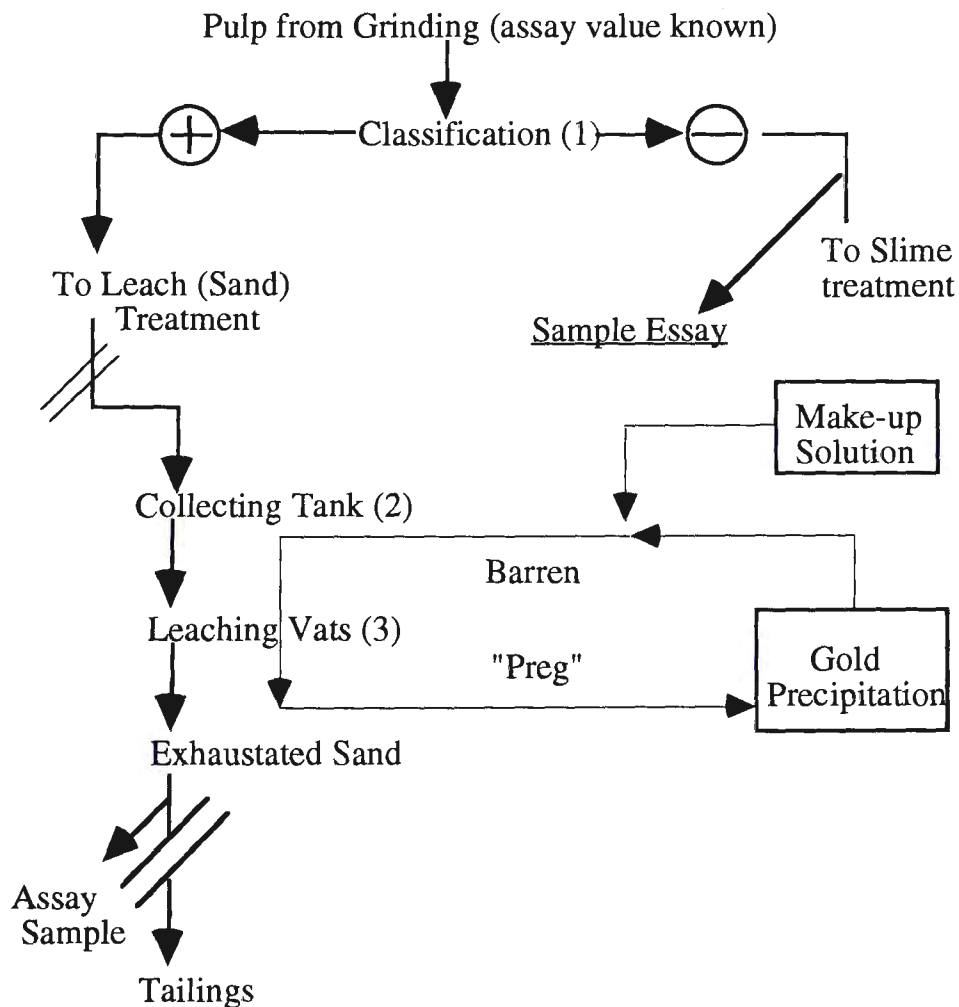 Pulp from Grinding (assay value known)
Classification (1)
To Leach (Sand)
Treatment
To Slime
treatment
Sample Essay
Make-up
Solution
Collecting Tank (2)
Barren
Leaching Vats (3)
"Preg"
Gold
Precipitation
Exhaustated Sand
Assay
Sample
Tailings